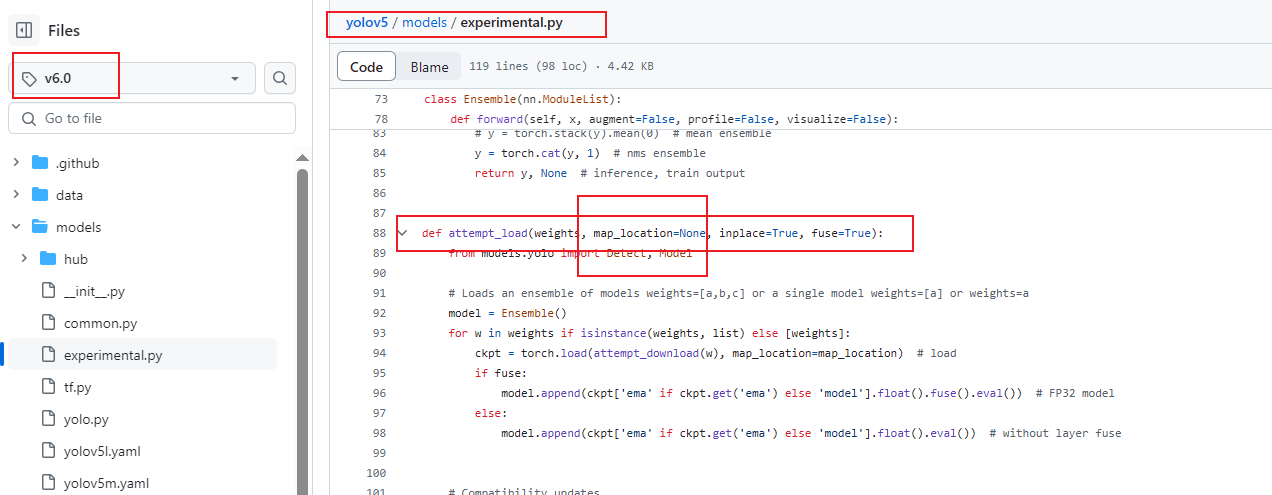 Files
v6.0
Go to file
.github
data
models
hub
__init__.py
common.py
experimental.py
tf.py
yolo.py
yolov5l.yaml
yolov5m.yaml
yolov5 / models / experimental.py
Code Blame 119 lines (98 loc) · 4.42 KB
73 class Ensemble(nn.ModuleList):
78 def forward(self, x, augment=False, profile=False, visualize=False):
83 # y = torch.stack(y).mean(0)  # mean ensemble
84 y = torch.cat(y, 1)  # nms ensemble
85 return y, None  # inference, train output
86
87
88 def attempt_load(weights, map_location=None, inplace=True, fuse=True):
89 from models.yolo import Detect, Model
90
91 # Loads an ensemble of models weights=[a,b,c] or a single model weights=[a] or weights=a
92 model = Ensemble()
93 for w in weights if isinstance(weights, list) else [weights]:
94 ckpt = torch.load(attempt_download(w), map_location=map_location)  # load
95 if fuse:
96 model.append(ckpt['ema' if ckpt.get('ema') else 'model'].float().fuse().eval())  # FP32 model
97 else:
98 model.append(ckpt['ema' if ckpt.get('ema') else 'model'].float().eval())  # without layer fuse
99
100
101 # Compatibility updates